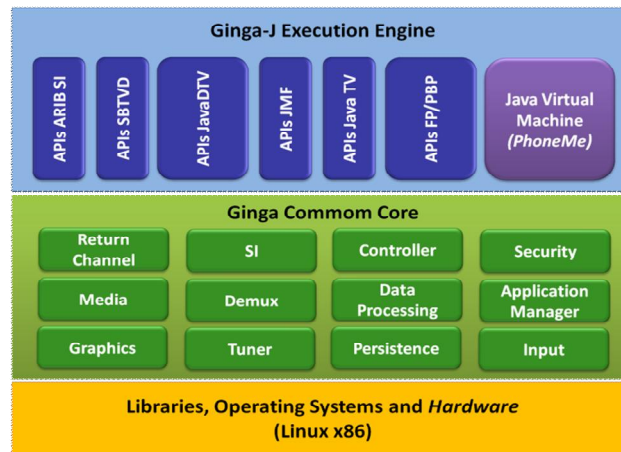 Ginga-J Execution Engine
APIs ARIB SI
APIs SBTVD
APIs JavaDTV
APIs JMF
APIs Java TV
APIs FP/PBP
Java Virtual
Machine
(PhoneMe)
Ginga Commom Core
Return
Channel
SI
Controller
Security
Media
Demux
Data
Processing
Application
Manager
Graphics
Tuner
Persistence
Input
Libraries, Operating Systems and Hardware
(Linux x86)